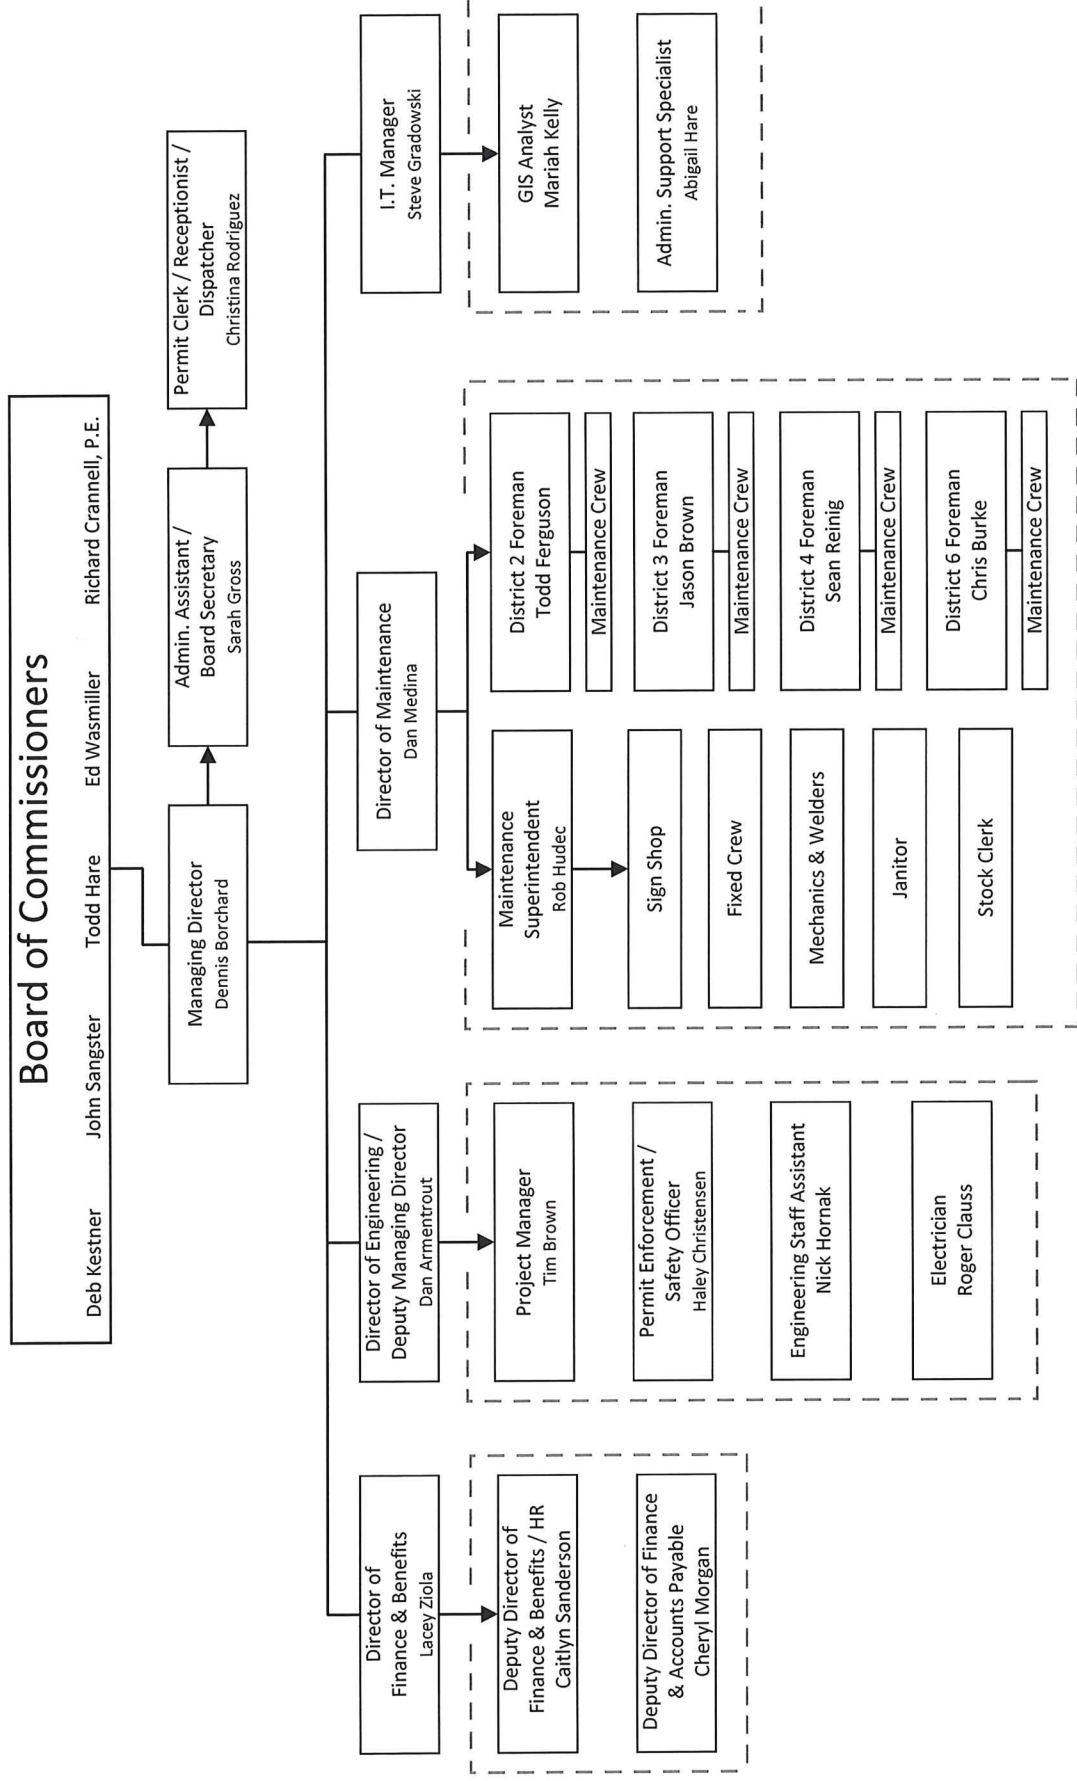 Board of Commissioners
Deb Kestner John Sangster Todd Hare Ed Wasmiller Richard Crannell, P.E.
Managing Director
Dennis Borchard
Admin. Assistant /
Board Secretary
Sarah Gross
Permit Clerk / Receptionist /
Dispatcher
Christina Rodriguez
Director of
Finance & Benefits
Lacey Ziola
Deputy Director of
Finance & Benefits / HR
Caitlyn Sanderson
Deputy Director of Finance
& Accounts Payable
Cheryl Morgan
Director of Engineering /
Deputy Managing Director
Dan Armentrout
Project Manager
Tim Brown
Permit Enforcement /
Safety Officer
Haley Christensen
Engineering Staff Assistant
Nick Hornak
Electrician
Roger Clauss
Director of Maintenance
Dan Medina
Maintenance
Superintendent
Rob Hudec
Sign Shop
Fixed Crew
Mechanics & Welders
Janitor
Stock Clerk
District 2 Foreman
Todd Ferguson
Maintenance Crew
District 3 Foreman
Jason Brown
Maintenance Crew
District 4 Foreman
Sean Reinig
Maintenance Crew
District 6 Foreman
Chris Burke
Maintenance Crew
I.T. Manager
Steve Gradowski
GIS Analyst
Mariah Kelly
Admin. Support Specialist
Abigail Hare